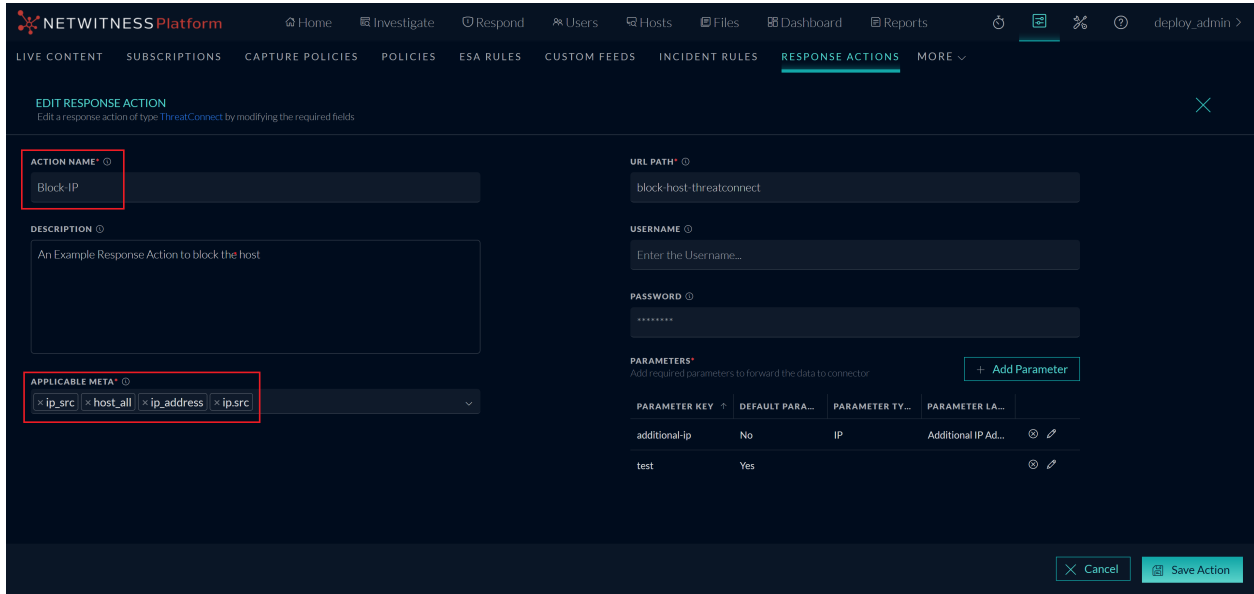 NETWITNESS Platform Home Investigate Respond Users Hosts Files Dashboard Reports deploy_admin >
LIVE CONTENT SUBSCRIPTIONS CAPTURE POLICIES POLICIES ESA RULES CUSTOM FEEDS INCIDENT RULES RESPONSE ACTIONS MORE
EDIT RESPONSE ACTION
Edit a response action of type ThreatConnect by modifying the required fields
ACTION NAME*
Block-IP
DESCRIPTION
An Example Response Action to block the host
APPLICABLE META*
× ip_src × host_all × ip_address × ip.src
URL PATH*
block-host-threatconnect
USERNAME
Enter the Username...
PASSWORD
********
PARAMETERS*
Add required parameters to forward the data to connector
+ Add Parameter
PARAMETER KEY ↑ DEFAULT PARA... PARAMETER TY... PARAMETER LA...
additional-ip No IP Additional IP Ad...
test Yes
Cancel Save Action